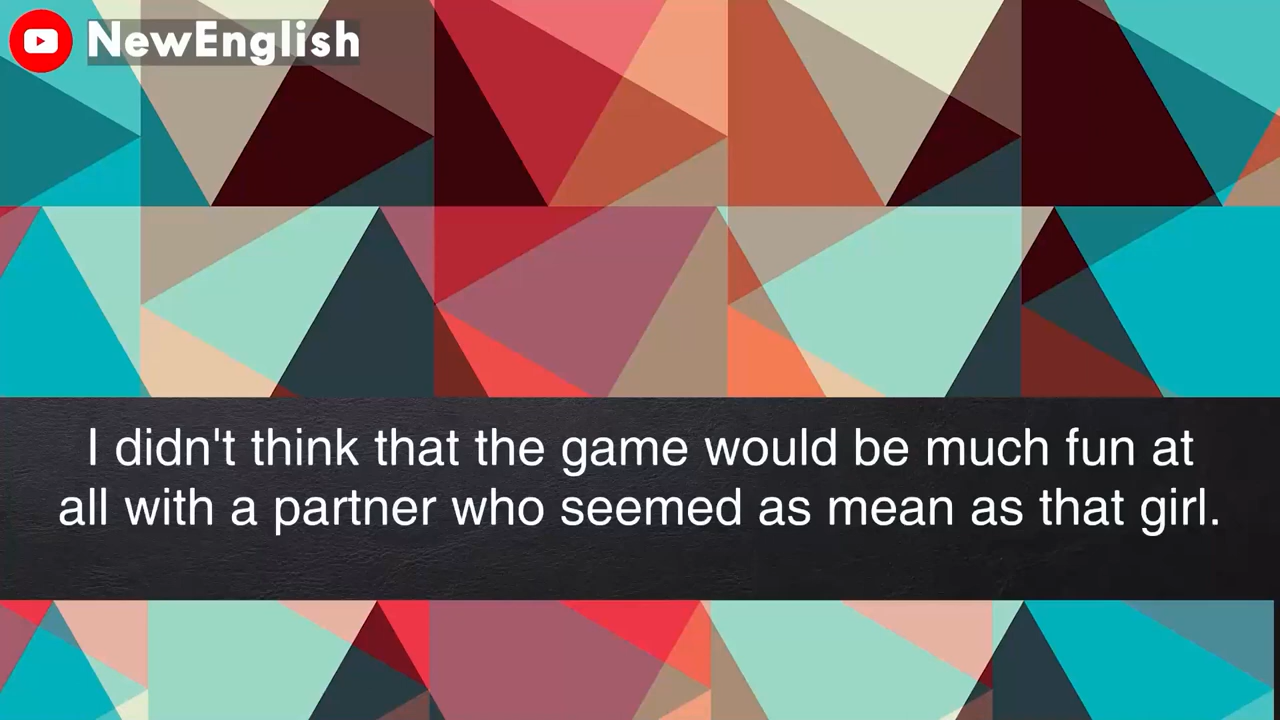 NewEnglish
I didn't think that the game would be much fun at
all with a partner who seemed as mean as that girl.